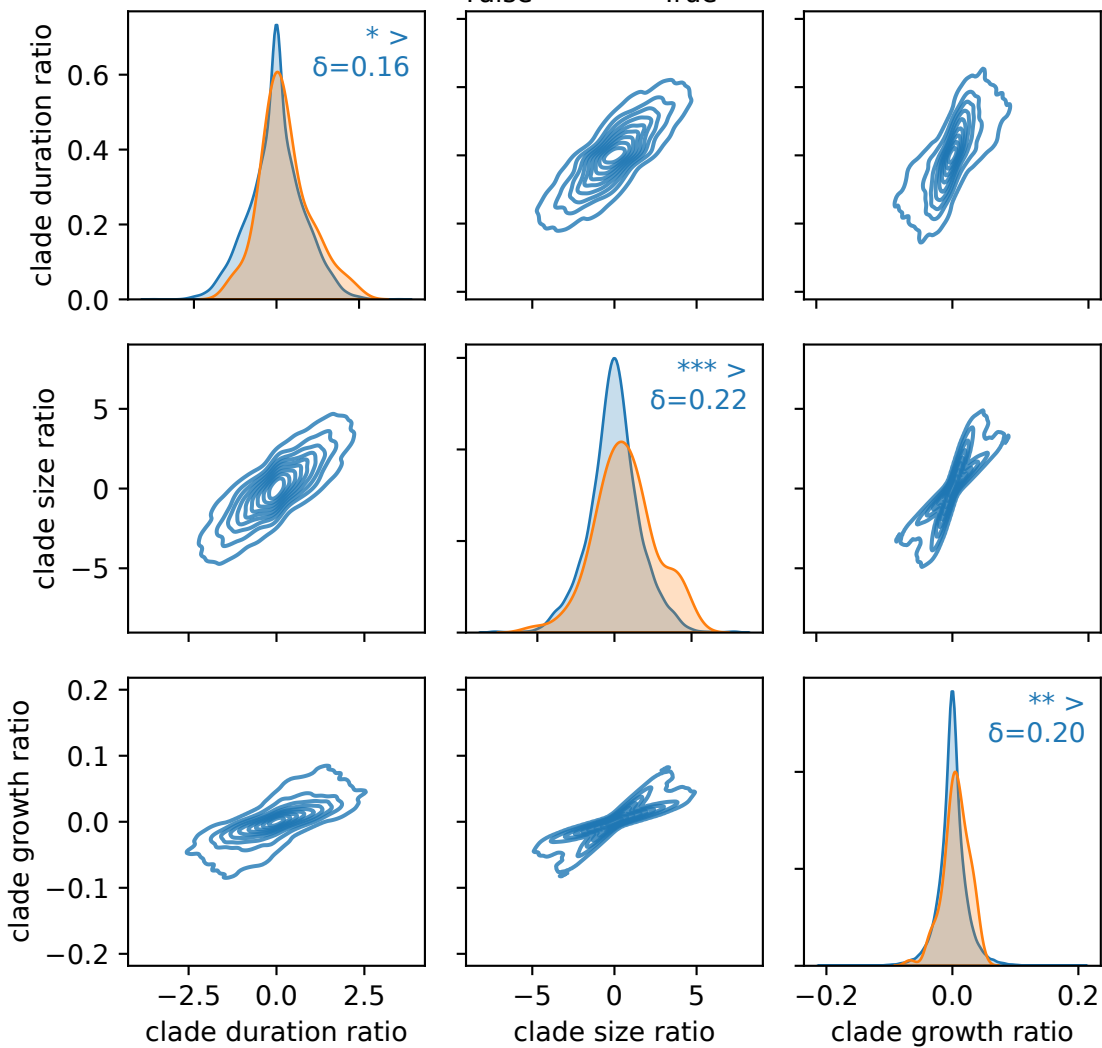 clade duration ratio
0.6
0.4
0.2
0.0
* >
δ=0.16
clade size ratio
5
0
−5
*** >
δ=0.22
clade growth ratio
0.2
0.1
0.0
−0.1
−0.2
** >
δ=0.20
−2.5 0.0 2.5
−5 0 5
−0.2 0.0 0.2
clade duration ratio
clade size ratio
clade growth ratio